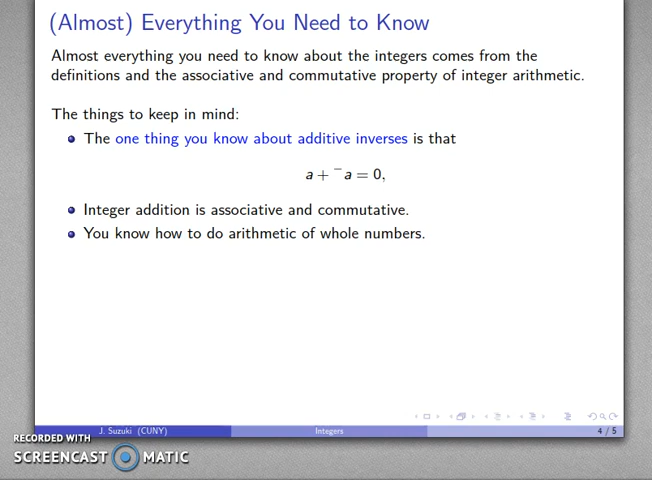 (Almost) Everything You Need to Know
Almost everything you need to know about the integers comes from the
definitions and the associative and commutative property of integer arithmetic.
The things to keep in mind:
The one thing you know about additive inverses is that
a + ⁻a = 0,
Integer addition is associative and commutative.
You know how to do arithmetic of whole numbers.
J. Suzuki (CUNY) Integers 4 / 5
RECORDED WITH
SCREENCAST MATIC